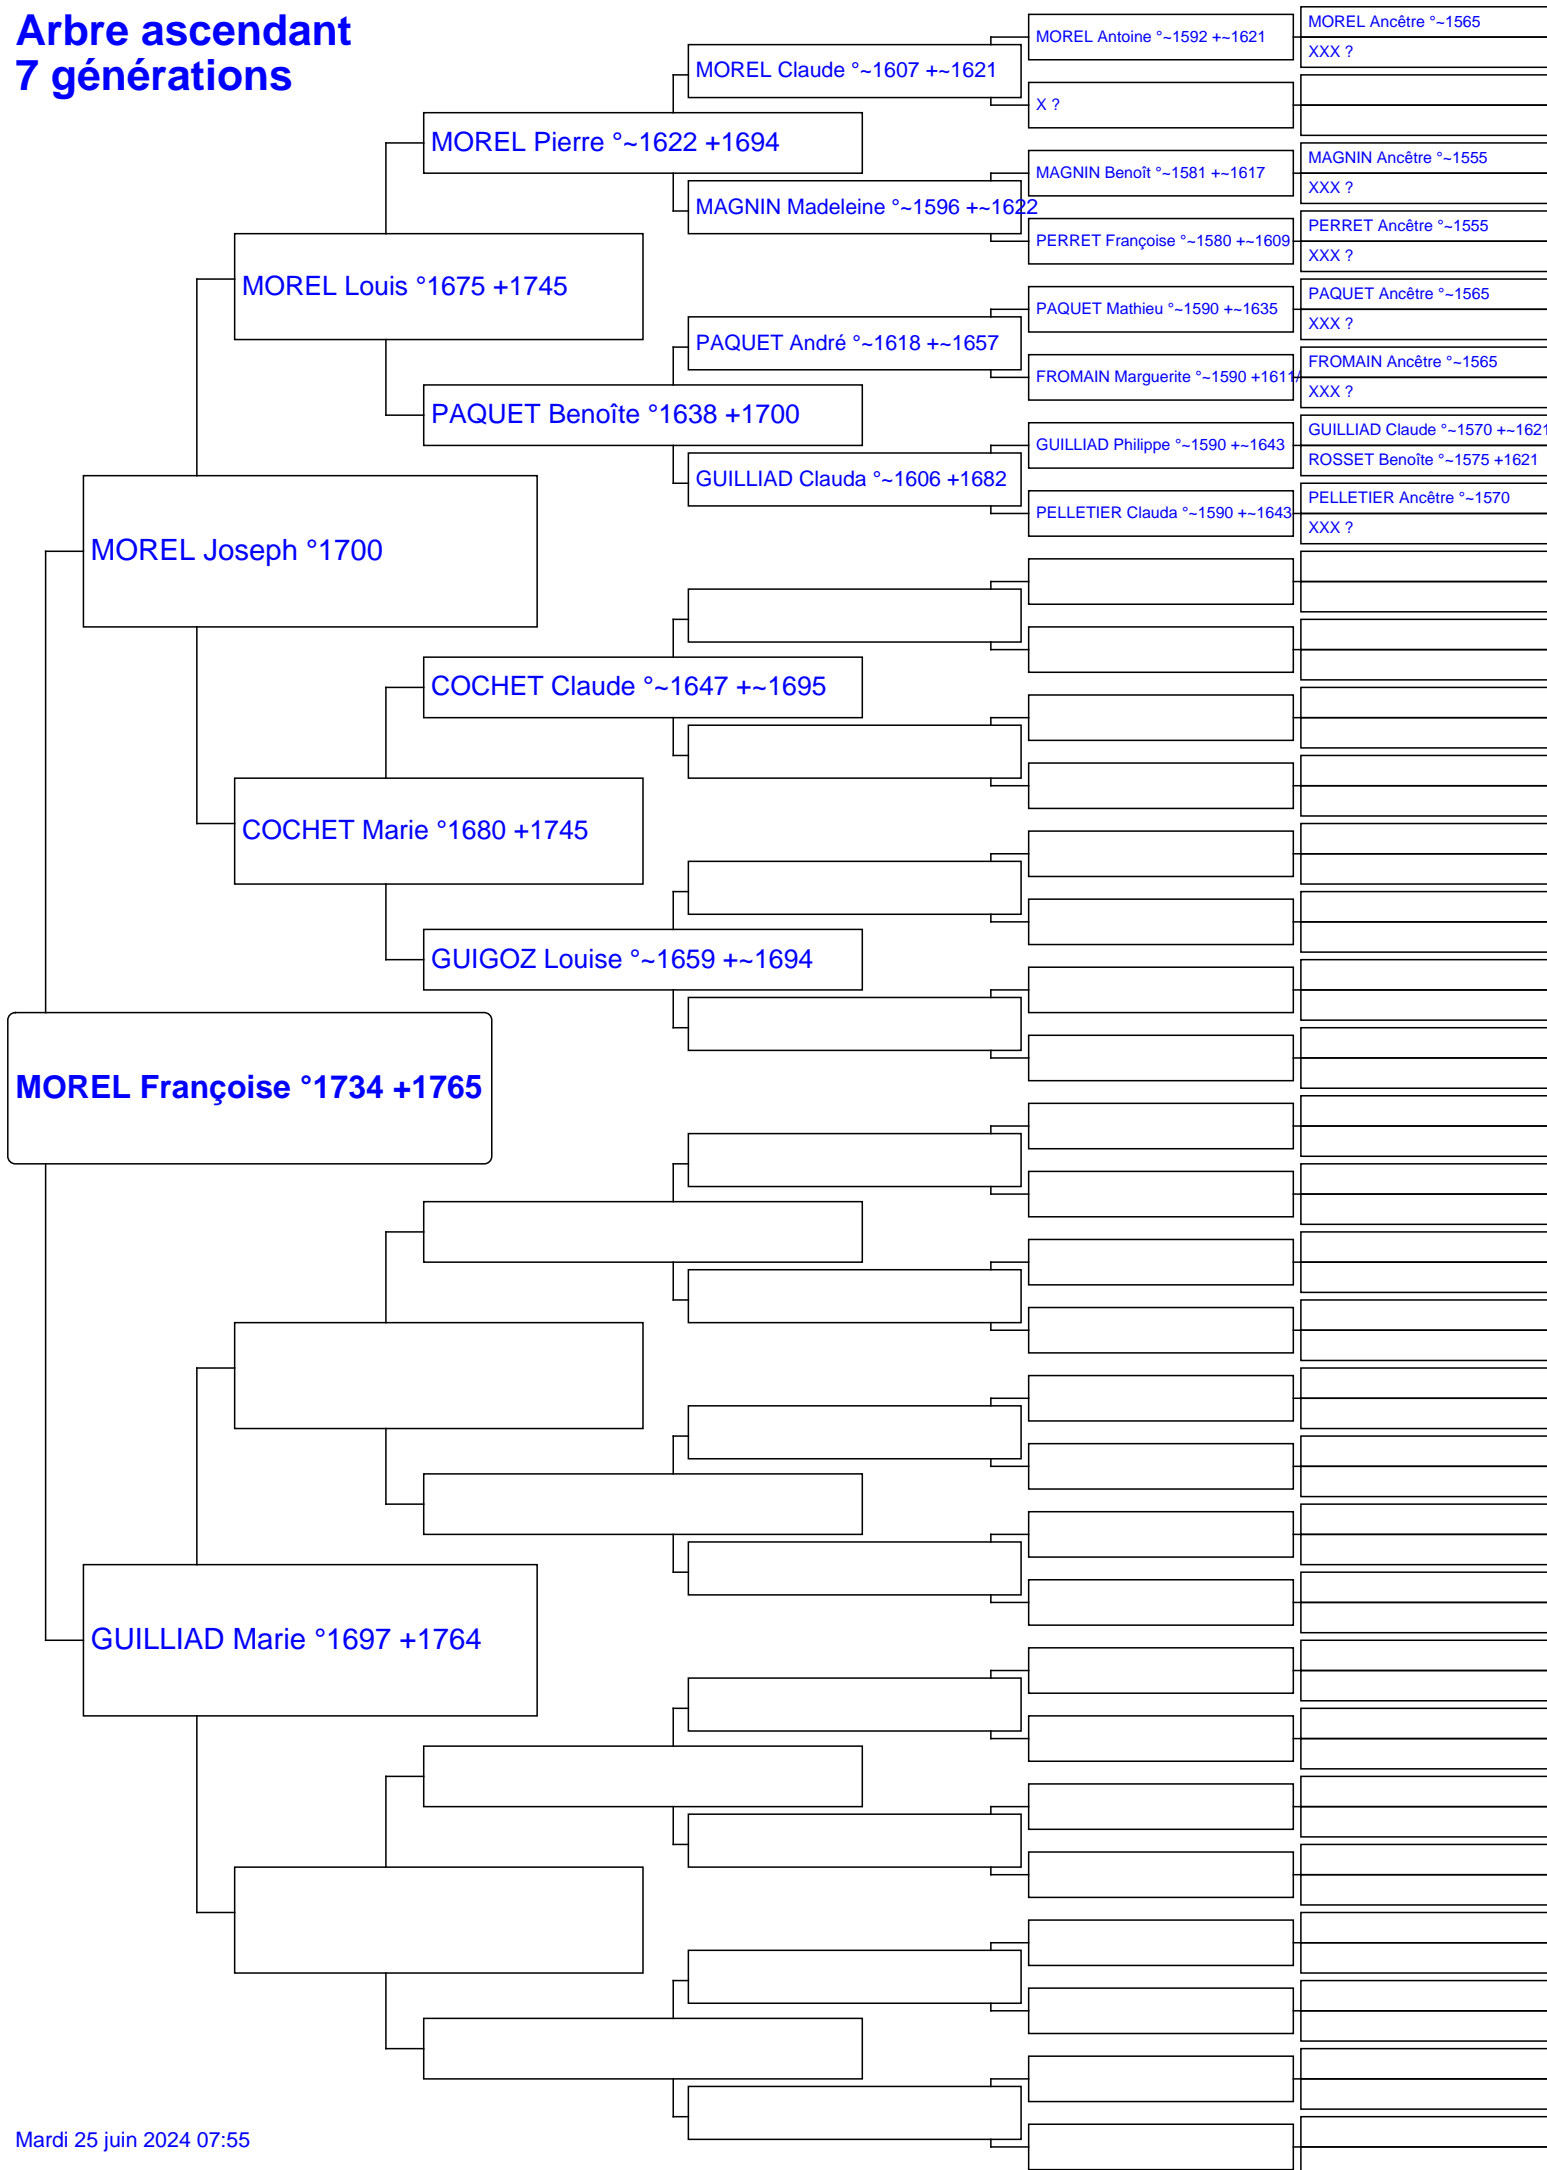 Arbre ascendant
7 générations
MOREL Françoise °1734 +1765
MOREL Joseph °1700
GUILLIAD Marie °1697 +1764
MOREL Louis °1675 +1745
COCHET Marie °1680 +1745
MOREL Pierre °~1622 +1694
PAQUET Benoîte °1638 +1700
COCHET Claude °~1647 +~1695
GUIGOZ Louise °~1659 +~1694
MOREL Claude °~1607 +~1621
MAGNIN Madeleine °~1596 +~1622
PAQUET André °~1618 +~1657
GUILLIAD Clauda °~1606 +1682
MOREL Antoine °~1592 +~1621
X ?
MAGNIN Benoît °~1581 +~1617
PERRET Françoise °~1580 +~1609
PAQUET Mathieu °~1590 +~1635
FROMAIN Marguerite °~1590 +1611/
GUILLIAD Philippe °~1590 +~1643
PELLETIER Clauda °~1590 +~1643
MOREL Ancêtre °~1565
XXX ?
MAGNIN Ancêtre °~1555
XXX ?
PERRET Ancêtre °~1555
XXX ?
PAQUET Ancêtre °~1565
XXX ?
FROMAIN Ancêtre °~1565
XXX ?
GUILLIAD Claude °~1570 +~1621
ROSSET Benoîte °~1575 +1621
PELLETIER Ancêtre °~1570
XXX ?
Mardi 25 juin 2024 07:55